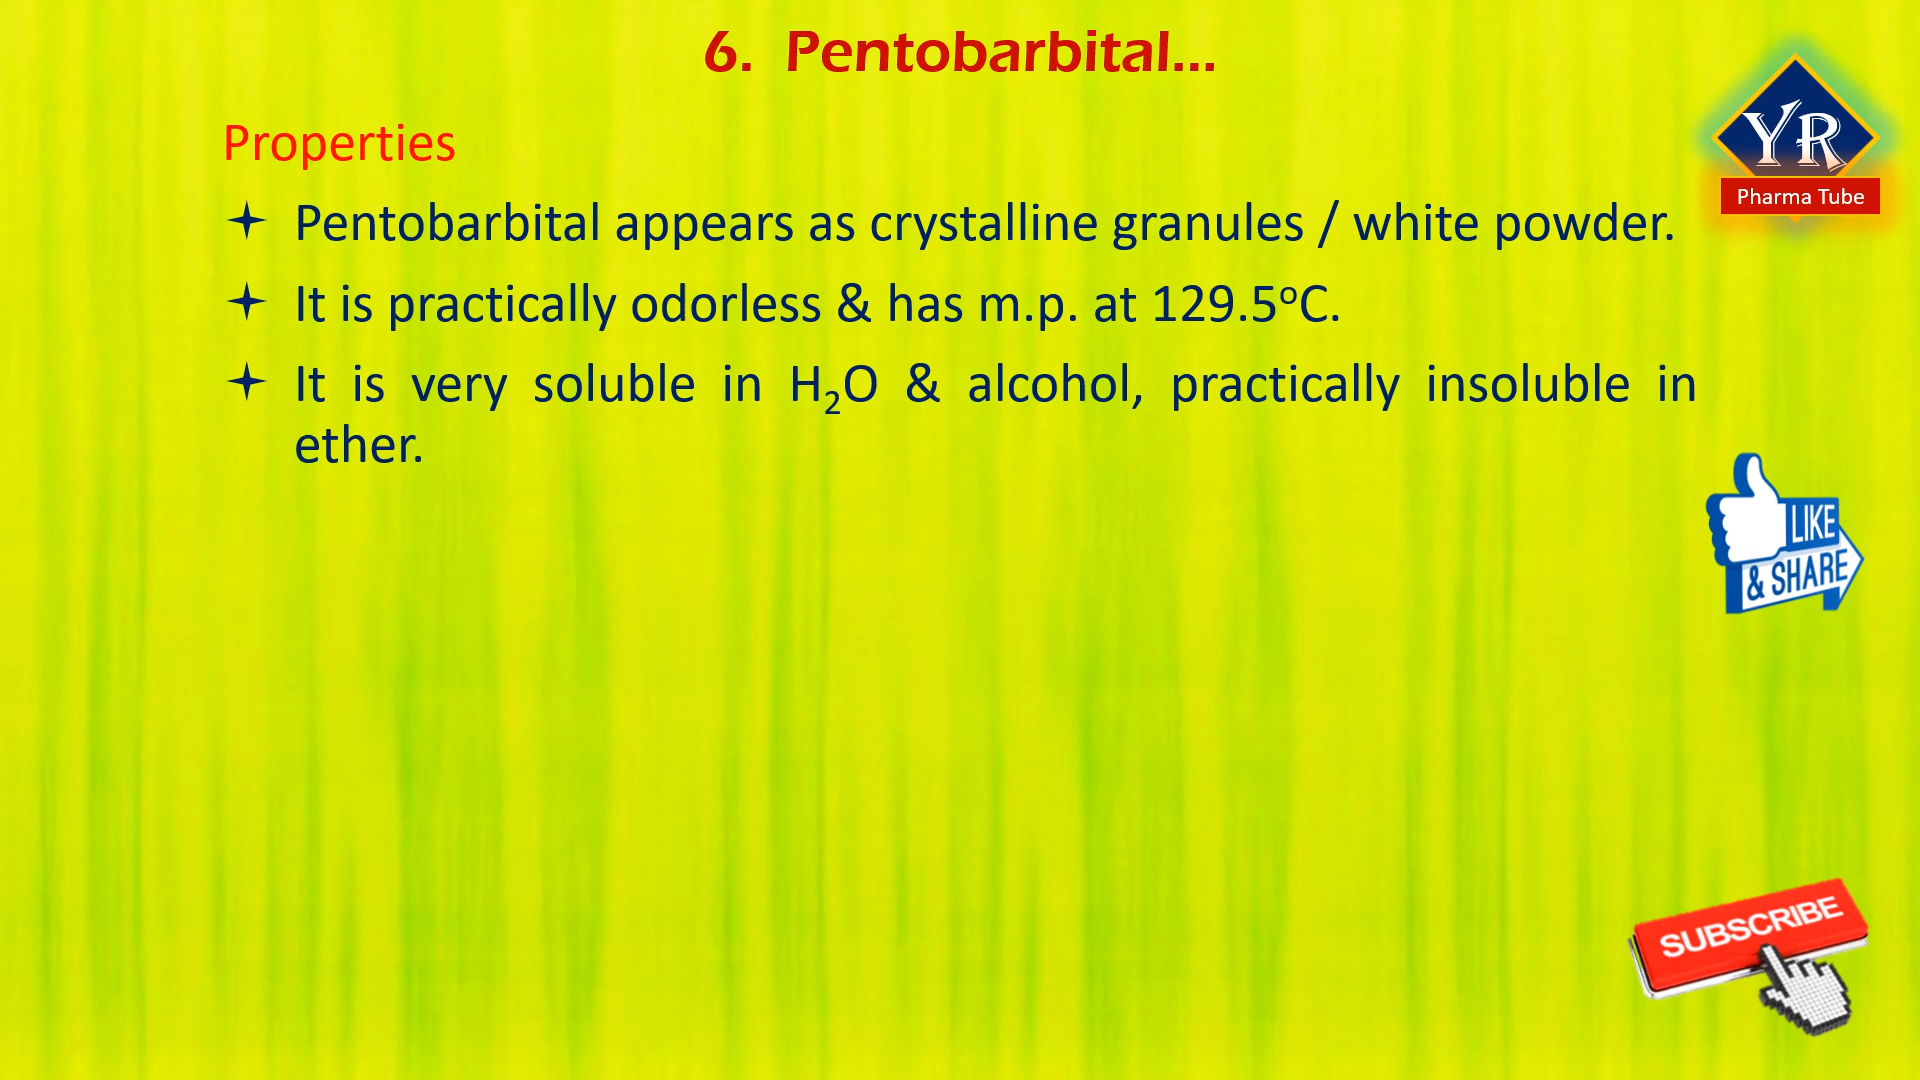 6. Pentobarbital...
Properties
Pentobarbital appears as crystalline granules / white powder.
It is practically odorless & has m.p. at 129.5ºC.
It is very soluble in H₂O & alcohol, practically insoluble in
ether.
YR
Pharma Tube
LIKE
& SHARE
SUBSCRIBE